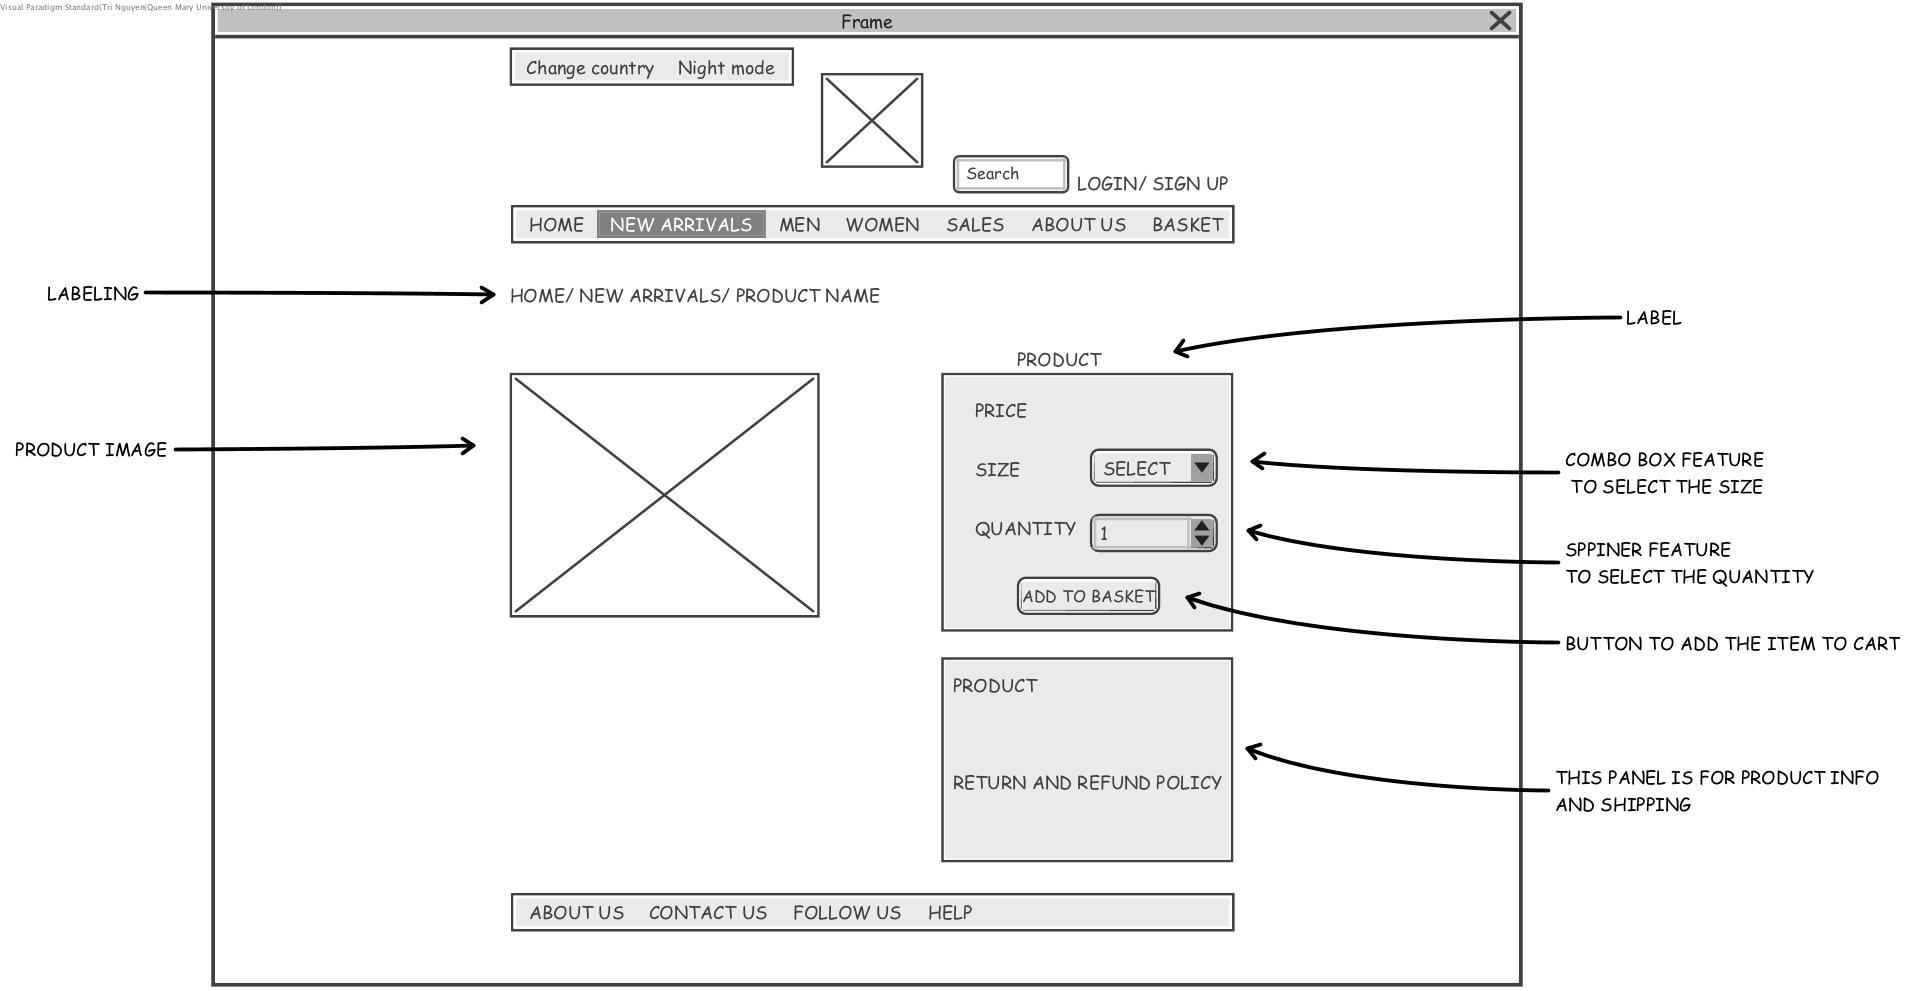 Visual Paradigm Standard(Tri Nguyen(Queen Mary University of London))
Frame
Change country Night mode
Search
LOGIN/ SIGN UP
HOME NEW ARRIVALS MEN WOMEN SALES ABOUT US BASKET
LABELING
HOME/ NEW ARRIVALS/ PRODUCT NAME
LABEL
PRODUCT
PRICE
PRODUCT IMAGE
SIZE SELECT
COMBO BOX FEATURE
TO SELECT THE SIZE
QUANTITY 1
SPPINER FEATURE
TO SELECT THE QUANTITY
ADD TO BASKET
BUTTON TO ADD THE ITEM TO CART
PRODUCT
RETURN AND REFUND POLICY
THIS PANEL IS FOR PRODUCT INFO
AND SHIPPING
ABOUT US CONTACT US FOLLOW US HELP